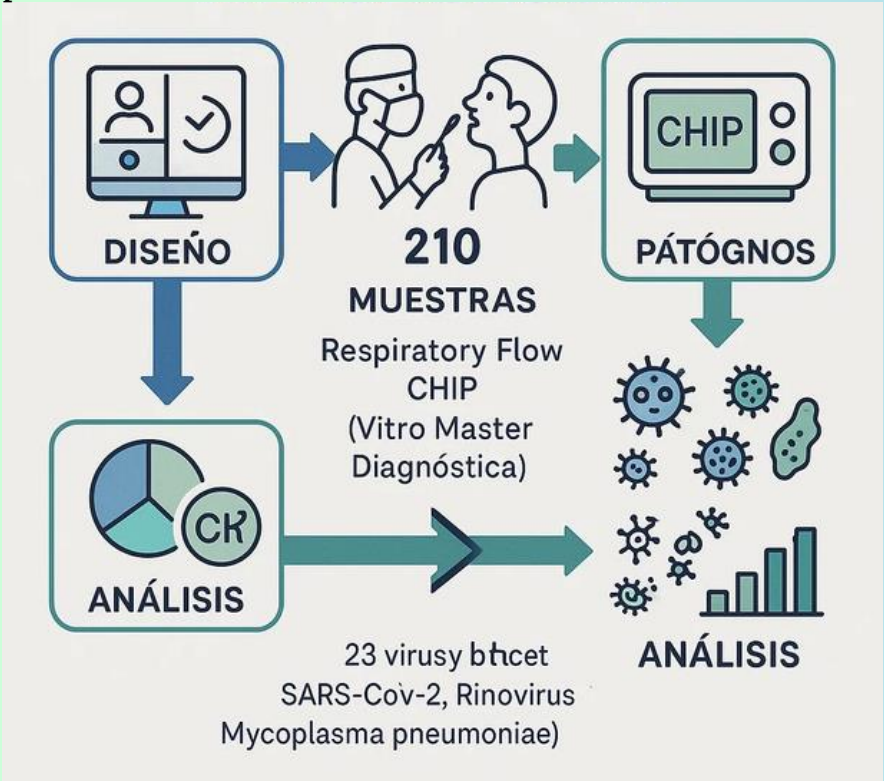 CHIP
DISEÑO
210
MUESTRAS
PÁTÓGNOS
Respiratory Flow
CHIP
(Vitro Master
Diagnóstica)
CK
ANÁLISIS
ANÁLISIS
23 virusy bhcet
SARS-Cov-2, Rinovirus
Mycoplasma pneumoniae)